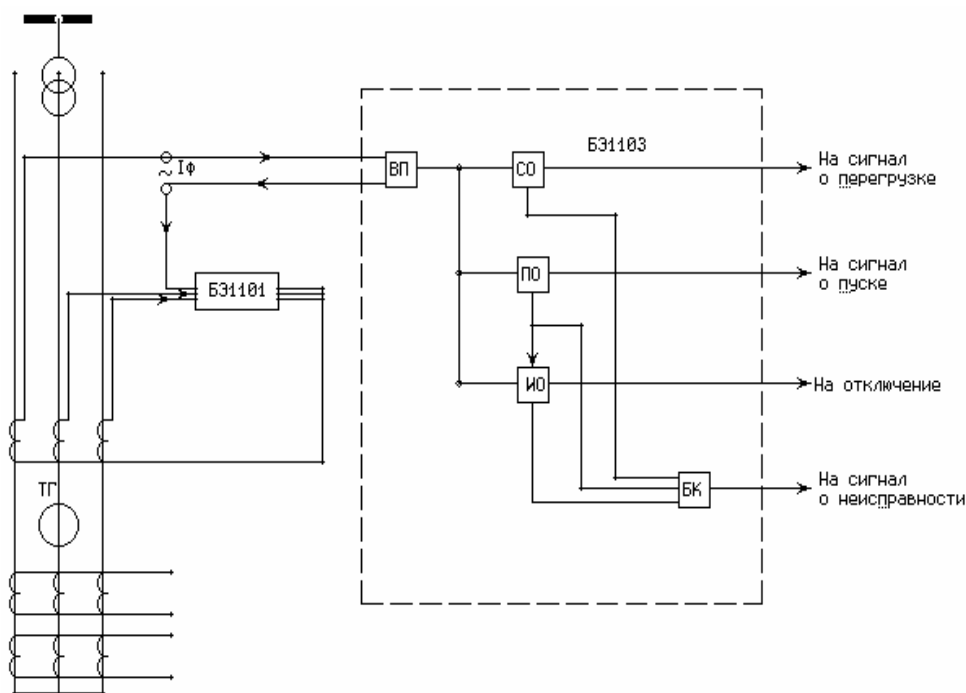 БЭ1103
Iф
~
ВП
СО
На сигнал
о перегрузке
БЭ1101
ПО
На сигнал
о пуске
ИО
На отключение
ТГ
БК
На сигнал
о неисправности